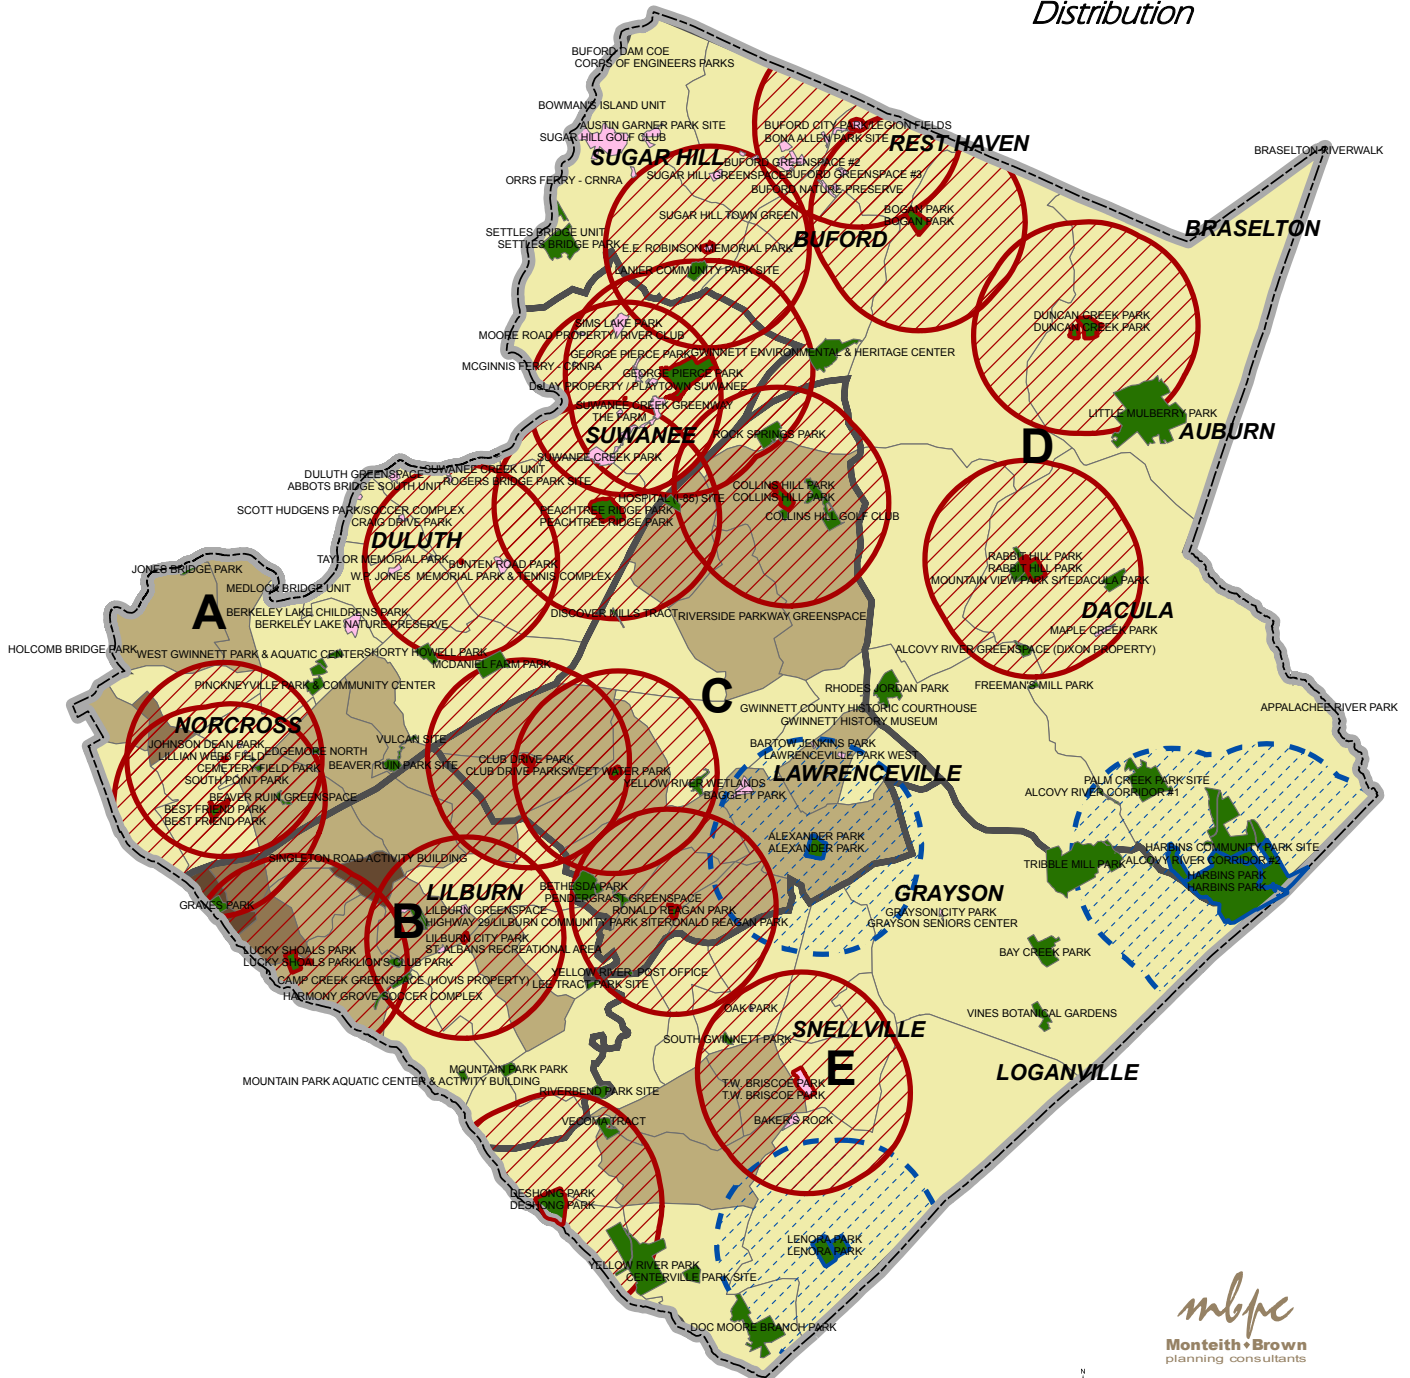 Distribution
BUFORD DAM COE
CORPS OF ENGINEERS PARKS
BOWMAN'S ISLAND UNIT
AUSTIN GARNER PARK SITE
SUGAR HILL GOLF CLUB
BUFORD CITY PARK/LEGION FIELDS
BONA ALLEN PARK SITE
REST HAVEN
BRASELTON RIVERWALK
SUGAR HILL
BUFORD GREENSPACE #2
SUGAR HILL GREENSPACE
BUFORD GREENSPACE #3
ORRS FERRY - CRNRA
BUFORD NATURE PRESERVE
SUGAR HILL TOWN GREEN
BOGAN PARK
BOGAN PARK
BRASELTON
SETTLES BRIDGE UNIT
SETTLES BRIDGE PARK
E.E. ROBINSON MEMORIAL PARK
BUFORD
LANIER COMMUNITY PARK SITE
SIMS LAKE PARK
MOORE ROAD PROPERTY/RIVER CLUB
DUNCAN CREEK PARK
DUNCAN CREEK PARK
GEORGE PIERCE PARK
GWINNETT ENVIRONMENTAL & HERITAGE CENTER
MCGINNIS FERRY - CRNRA
GEORGE PIERCE PARK
DeLAY PROPERTY / PLAYTOWN SUWANEE
SUWANEE CREEK GREENWAY
THE FARM
LITTLE MULBERRY PARK
SUWANEE
ROCK SPRINGS PARK
AUBURN
D
SUWANEE CREEK PARK
DULUTH GREENSPACE
SUWANEE CREEK UNIT
ABBOTS BRIDGE SOUTH UNIT
ROGERS BRIDGE PARK SITE
COLLINS HILL PARK
COLLINS HILL PARK
HOSPITAL (I-85) SITE
SCOTT HUDGENS PARK/SOCCER COMPLEX
PEACHTREE RIDGE PARK
PEACHTREE RIDGE PARK
CRAIG DRIVE PARK
COLLINS HILL GOLF CLUB
DULUTH
TAYLOR MEMORIAL PARK
BUNTEN ROAD PARK
W.P. JONES MEMORIAL PARK & TENNIS COMPLEX
RABBIT HILL PARK
RABBIT HILL PARK
MOUNTAIN VIEW PARK SITE
DACULA PARK
JONES BRIDGE PARK
MEDLOCK BRIDGE UNIT
A
BERKELEY LAKE CHILDRENS PARK
BERKELEY LAKE NATURE PRESERVE
DISCOVER MILLS TRACT
RIVERSIDE PARKWAY GREENSPACE
DACULA
MAPLE CREEK PARK
HOLCOMB BRIDGE PARK
WEST GWINNETT PARK & AQUATIC CENTER
SHORTY HOWELL PARK
MCDANIEL FARM PARK
ALCOVY RIVER GREENSPACE (DIXON PROPERTY)
PINCKNEYVILLE PARK & COMMUNITY CENTER
FREEMAN'S MILL PARK
C
RHODES JORDAN PARK
GWINNETT COUNTY HISTORIC COURTHOUSE
GWINNETT HISTORY MUSEUM
APPALACHEE RIVER PARK
NORCROSS
VULCAN SITE
JOHNSON DEAN PARK
LILLIAN WEBB FIELD
EDGEMORE NORTH
CEMETERY FIELD PARK
BEAVER RUIN PARK SITE
SOUTH POINT PARK
BARTOW JENKINS PARK
LAWRENCEVILLE PARK WEST
CLUB DRIVE PARK
CLUB DRIVE PARK
SWEET WATER PARK
LAWRENCEVILLE
YELLOW RIVER WETLANDS
BAGGETT PARK
PALM CREEK PARK SITE
ALCOVY RIVER CORRIDOR #1
BEAVER RUIN GREENSPACE
BEST FRIEND PARK
BEST FRIEND PARK
ALEXANDER PARK
ALEXANDER PARK
HARBINS COMMUNITY PARK SITE
ALCOVY RIVER CORRIDOR #2
TRIBBLE MILL PARK
HARBINS PARK
HARBINS PARK
SINGLETON ROAD ACTIVITY BUILDING
BETHESDA PARK
LILBURN
PENDERGRAST GREENSPACE
GRAYSON
GRAVES PARK
LILBURN GREENSPACE
RONALD REAGAN PARK
GRAYSON CITY PARK
B
HIGHWAY 29/LILBURN COMMUNITY PARK SITE
RONALD REAGAN PARK
GRAYSON SENIORS CENTER
LILBURN CITY PARK
ST. ALBANS RECREATIONAL AREA
LUCKY SHOALS PARK
LUCKY SHOALS PARK
LION'S CLUB PARK
BAY CREEK PARK
YELLOW RIVER POST OFFICE
CAMP CREEK GREENSPACE (HOVIS PROPERTY)
LEE TRACT PARK SITE
HARMONY GROVE SOCCER COMPLEX
OAK PARK
VINES BOTANICAL GARDENS
SNELLVILLE
SOUTH GWINNETT PARK
E
MOUNTAIN PARK PARK
LOGANVILLE
MOUNTAIN PARK AQUATIC CENTER & ACTIVITY BUILDING
RIVERBEND PARK SITE
T.W. BRISCOE PARK
T.W. BRISCOE PARK
VECOMA TRACT
BAKER'S ROCK
DESHONG PARK
DESHONG PARK
LENORA PARK
LENORA PARK
YELLOW RIVER PARK
CENTERVILLE PARK SITE
DOC MOORE BRANCH PARK
mbpc
Monteith Brown
planning consultants
N